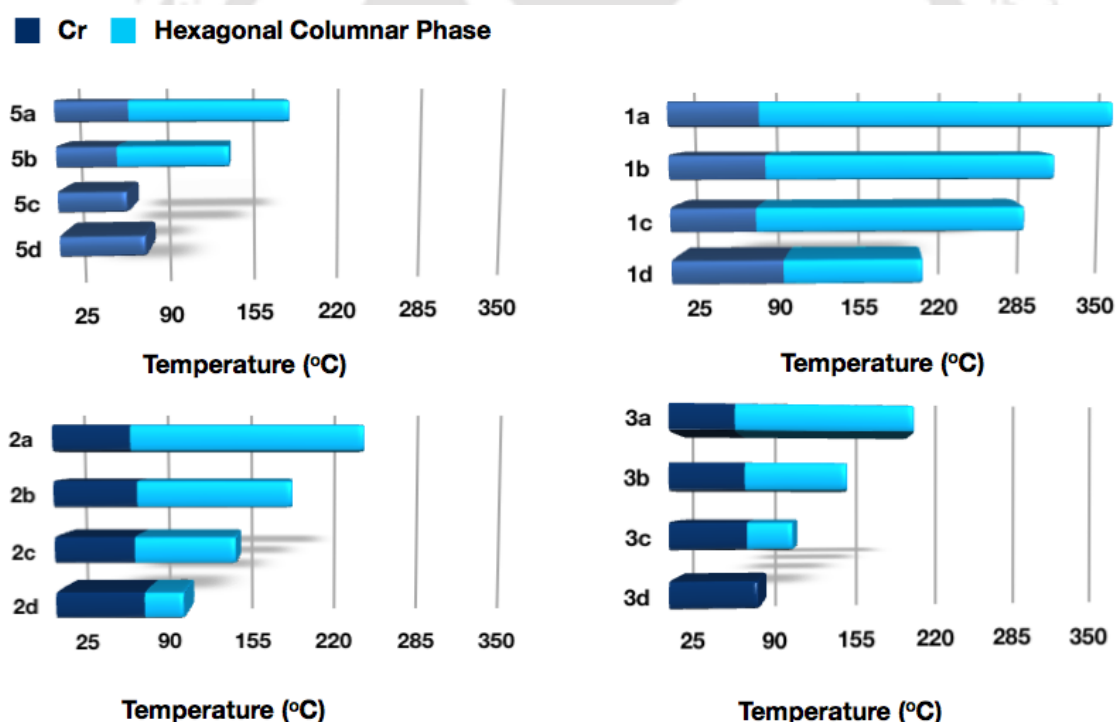 Cr Hexagonal Columnar Phase
5a
5b
5c
5d
25 90 155 220 285 350
Temperature (ºC)
1a
1b
1c
1d
25 90 155 220 285 350
Temperature (ºC)
2a
2b
2c
2d
25 90 155 220 285 350
Temperature (ºC)
3a
3b
3c
3d
25 90 155 220 285 350
Temperature (ºC)